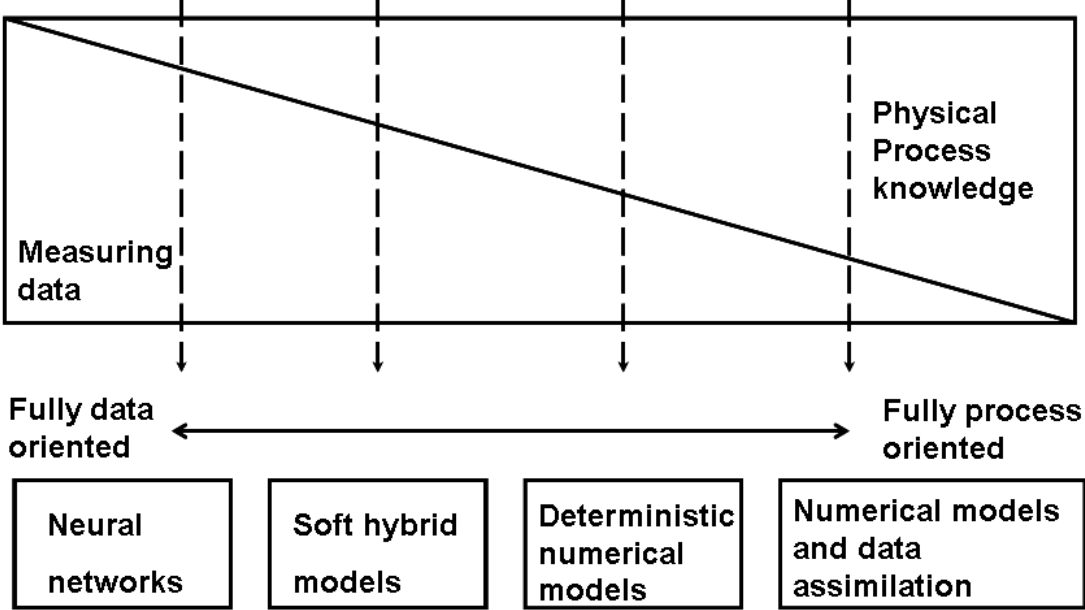 Physical
Process
knowledge
Measuring
data
Fully data
oriented
Fully process
oriented
Neural
networks
Soft hybrid
models
Deterministic
numerical
models
Numerical models
and data
assimilation